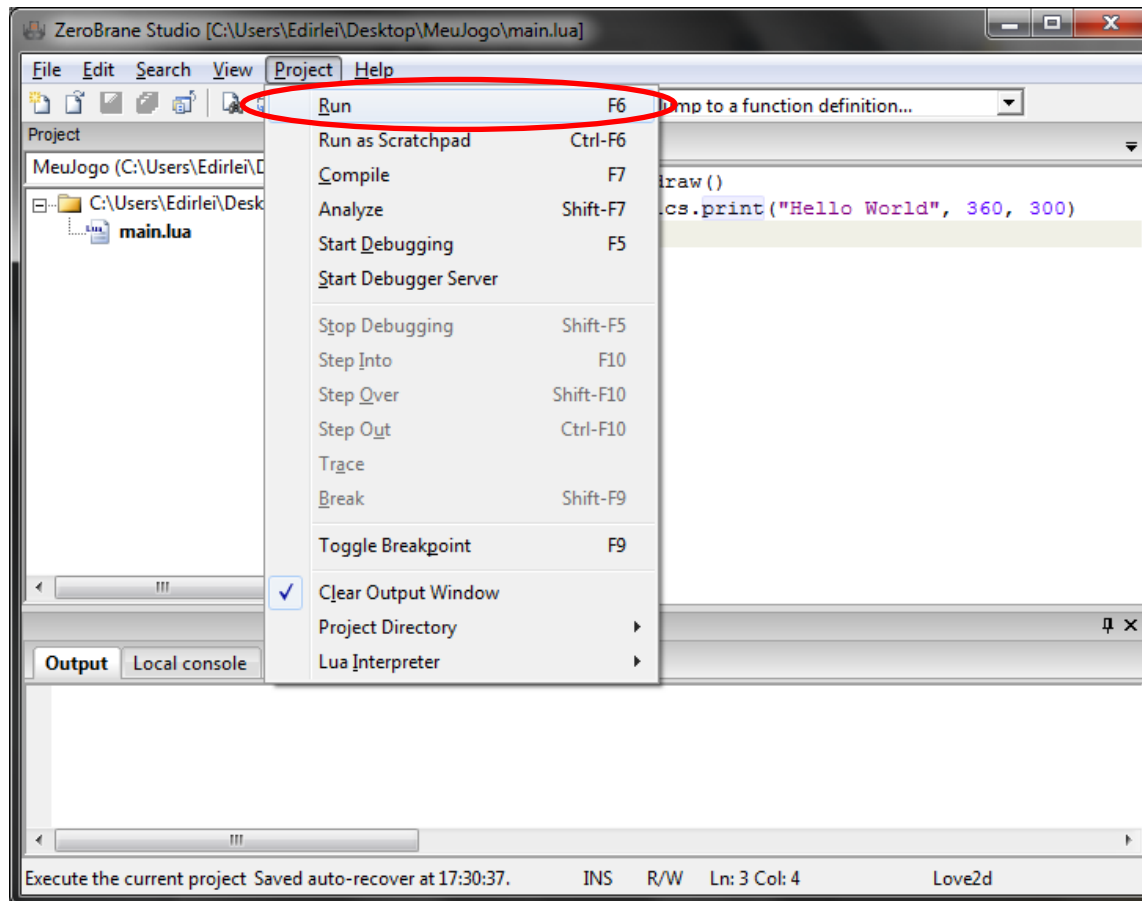 ZeroBrane Studio [C:\Users\Edirlei\Desktop\MeuJogo\main.lua]
File Edit Search View Project Help
ump to a function definition...
Project
MeuJogo (C:\Users\Edirlei\D
C:\Users\Edirlei\Desk
main.lua
Run F6
Run as Scratchpad Ctrl-F6
Compile F7
Analyze Shift-F7
Start Debugging F5
Start Debugger Server
Stop Debugging Shift-F5
Step Into F10
Step Over Shift-F10
Step Out Ctrl-F10
Trace
Break Shift-F9
Toggle Breakpoint F9
Clear Output Window
Project Directory
Lua Interpreter
draw()
cs.print("Hello World", 360, 300)
Output Local console
Execute the current project Saved auto-recover at 17:30:37. INS R/W Ln: 3 Col: 4 Love2d